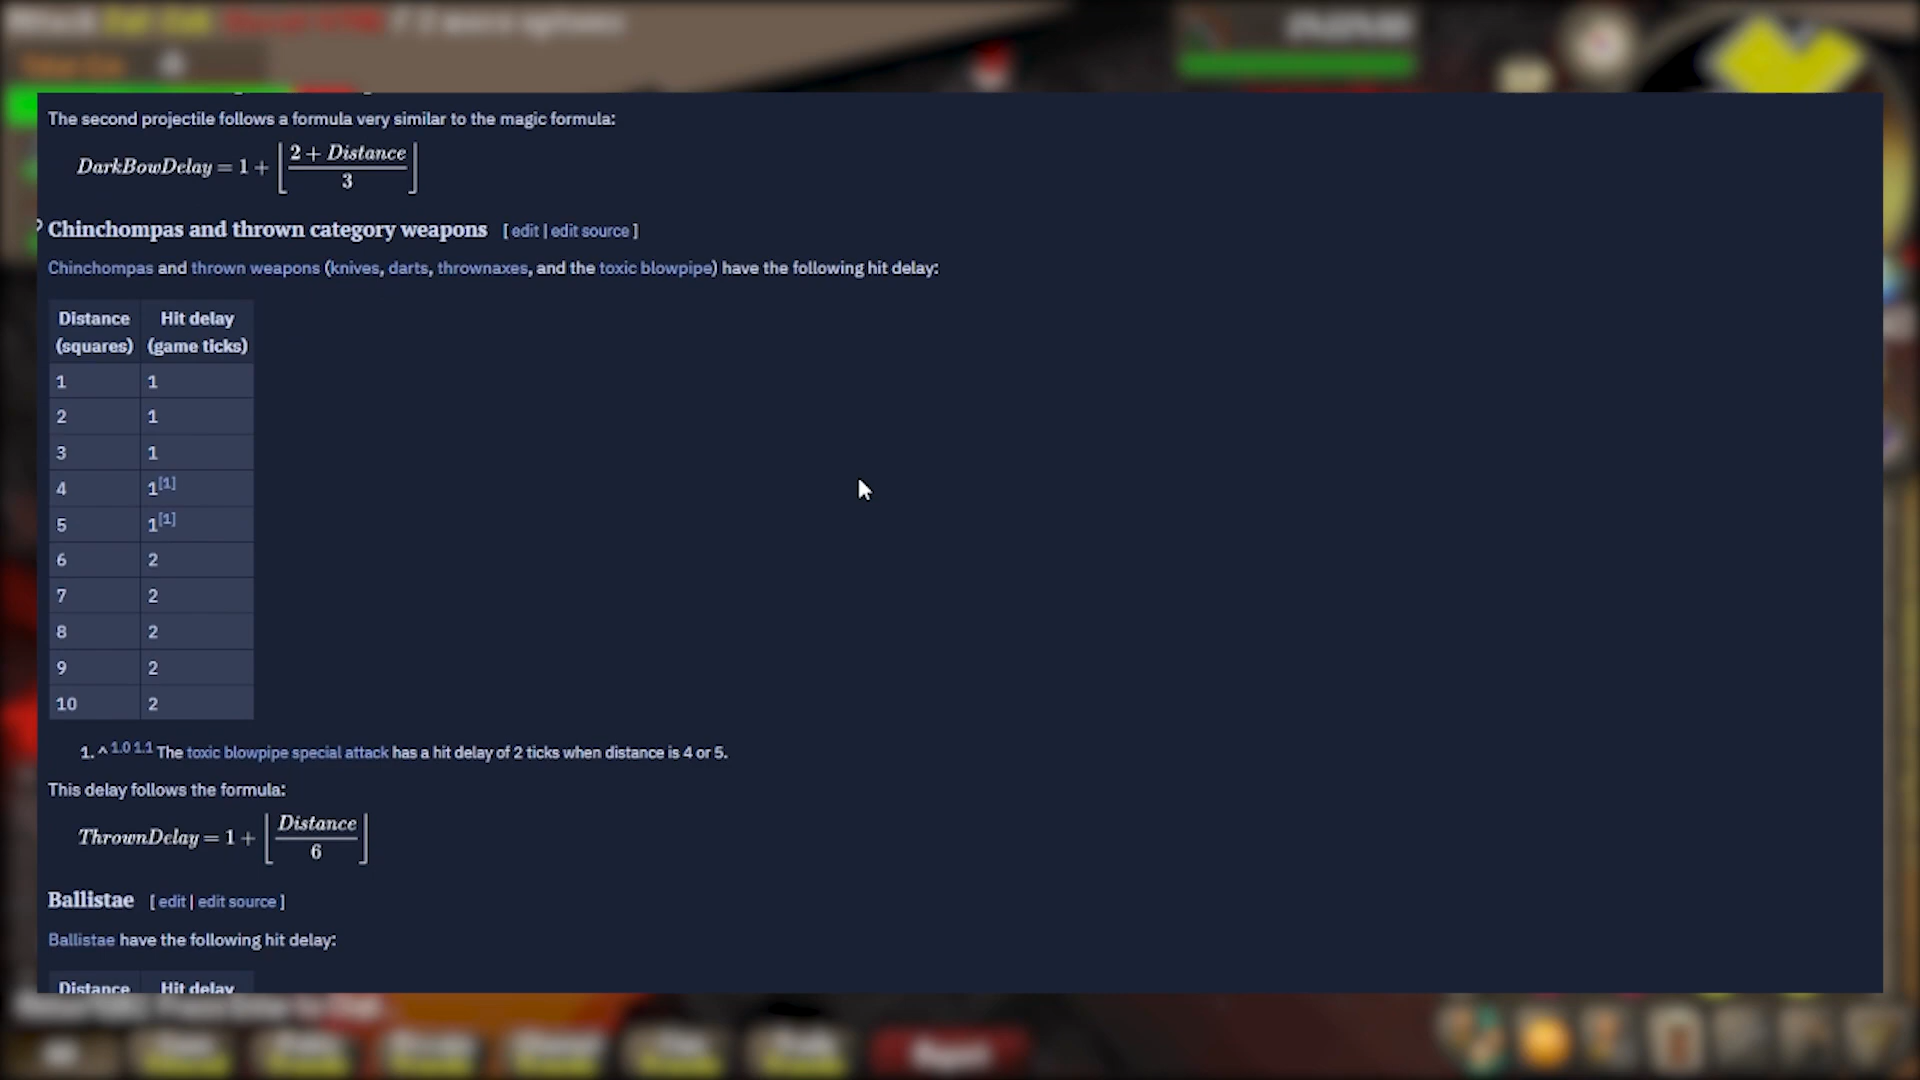 The second projectile follows a formula very similar to the magic formula:
DarkBowDelay = 1 + ⌊(2 + Distance)/3⌋
Chinchompas and thrown category weapons [ edit | edit source ]
Chinchompas and thrown weapons (knives, darts, thrownaxes, and the toxic blowpipe) have the following hit delay:
Distance (squares) Hit delay (game ticks)
1 1
2 1
3 1
4 1[1]
5 1[1]
6 2
7 2
8 2
9 2
10 2
1. ^ 1.0 1.1 The toxic blowpipe special attack has a hit delay of 2 ticks when distance is 4 or 5.
This delay follows the formula:
ThrownDelay = 1 + ⌊Distance/6⌋
Ballistae [ edit | edit source ]
Ballistae have the following hit delay:
Distance Hit delay